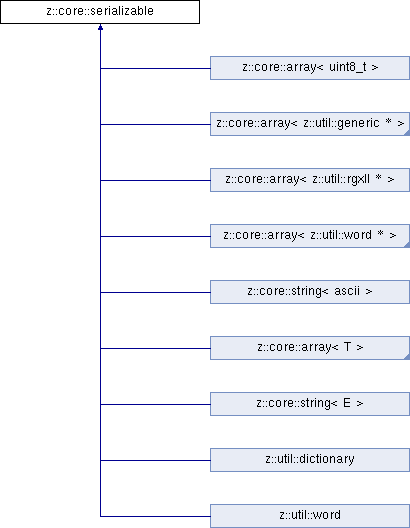 z::core::serializable
z::core::array< uint8_t >
z::core::array< z::util::generic * >
z::core::array< z::util::rgxll * >
z::core::array< z::util::word * >
z::core::string< ascii >
z::core::array< T >
z::core::string< E >
z::util::dictionary
z::util::word